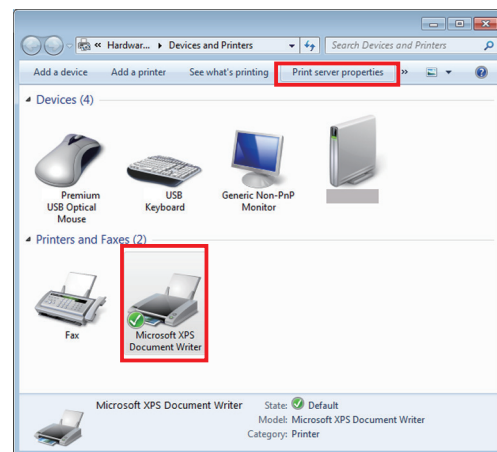 « Hardwar... ▸ Devices and Printers
Search Devices and Printers
Add a device Add a printer See what's printing Print server properties »
Devices (4)
Premium
USB Optical
Mouse
USB
Keyboard
Generic Non-PnP
Monitor
Printers and Faxes (2)
Fax
Microsoft XPS
Document Writer
Microsoft XPS Document Writer State: Default
Model: Microsoft XPS Document Writer
Category: Printer